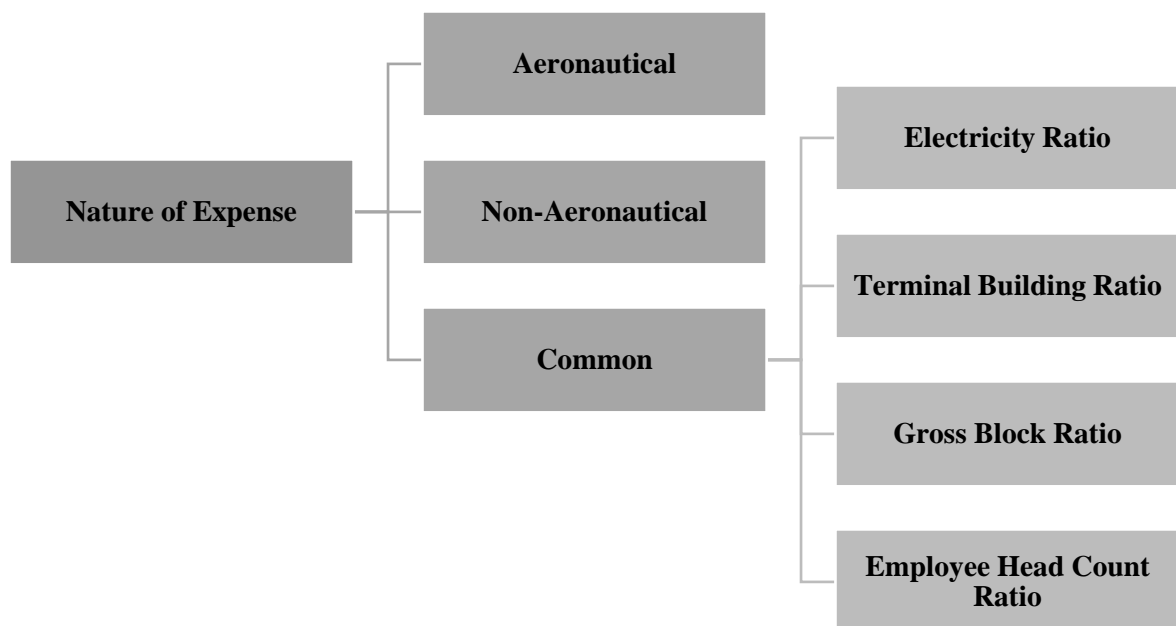 Nature of Expense
Aeronautical
Non-Aeronautical
Common
Electricity Ratio
Terminal Building Ratio
Gross Block Ratio
Employee Head Count
Ratio